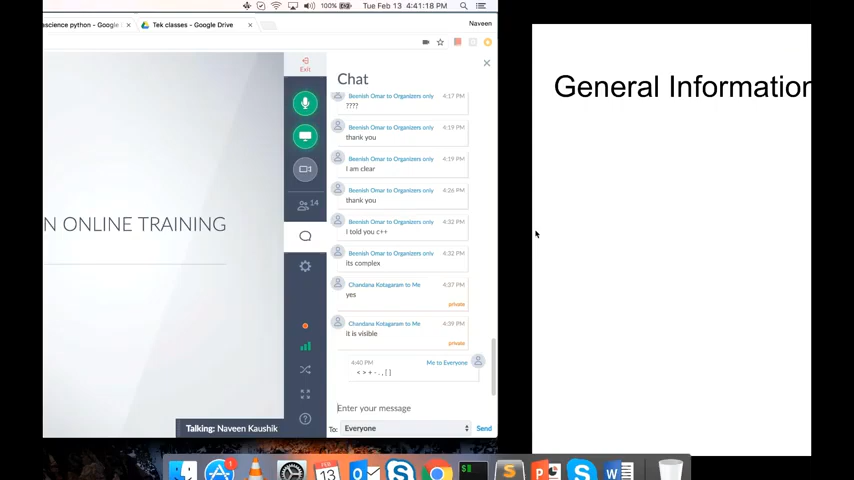 100% Tue Feb 13 4:41:18 PM
ascience python - Google
Tek classes - Google Drive
Naveen
Exit
14
N ONLINE TRAINING
Talking: Naveen Kaushik
Chat
Beenish Omar to Organizers only 4:17 PM
????
Beenish Omar to Organizers only 4:19 PM
thank you
Beenish Omar to Organizers only 4:19 PM
I am clear
Beenish Omar to Organizers only 4:26 PM
thank you
Beenish Omar to Organizers only 4:32 PM
I told you c++
Beenish Omar to Organizers only 4:32 PM
its complex
Chandana Kotagaram to Me 4:37 PM
yes
private
Chandana Kotagaram to Me 4:39 PM
it is visible
private
4:40 PM Me to Everyone
< > + - . , [ ]
Enter your message
To: Everyone Send
General Information
1
FEB
13